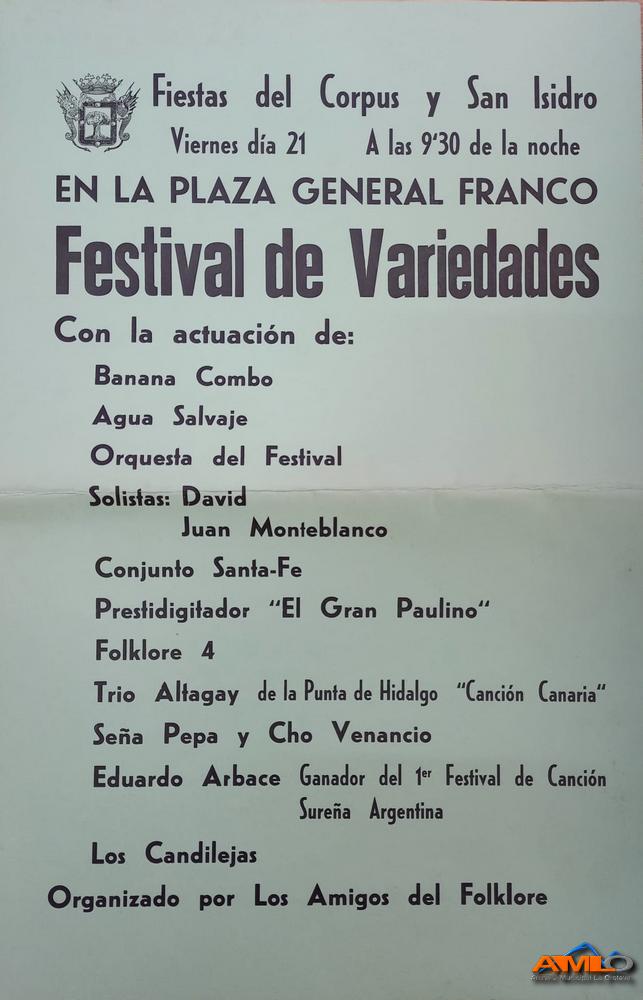 Fiestas del Corpus y San Isidro
Viernes día 21 A las 9'30 de la noche
EN LA PLAZA GENERAL FRANCO
Festival de Variedades
Con la actuación de:
Banana Combo
Agua Salvaje
Orquesta del Festival
Solistas: David
Juan Monteblanco
Conjunto Santa-Fe
Prestidigitador "El Gran Paulino"
Folklore 4
Trio Altagay de la Punta de Hidalgo "Canción Canaria"
Seña Pepa y Cho Venancio
Eduardo Arbace Ganador del 1er Festival de Canción
Sureña Argentina
Los Candilejas
Organizado por Los Amigos del Folklore
AMLO
Archivo Municipal La Orotava